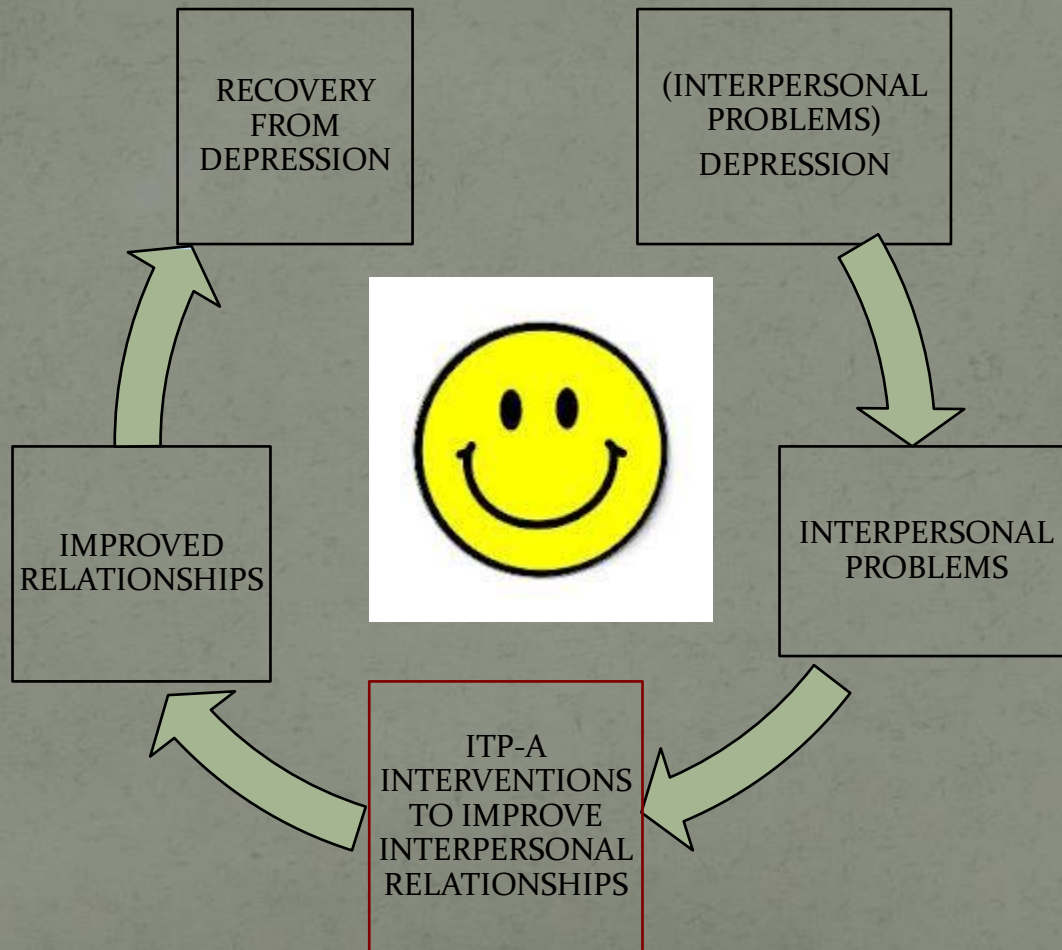 RECOVERY
FROM
DEPRESSION
(INTERPERSONAL
PROBLEMS)
DEPRESSION
INTERPERSONAL
PROBLEMS
ITP-A
INTERVENTIONS
TO IMPROVE
INTERPERSONAL
RELATIONSHIPS
IMPROVED
RELATIONSHIPS